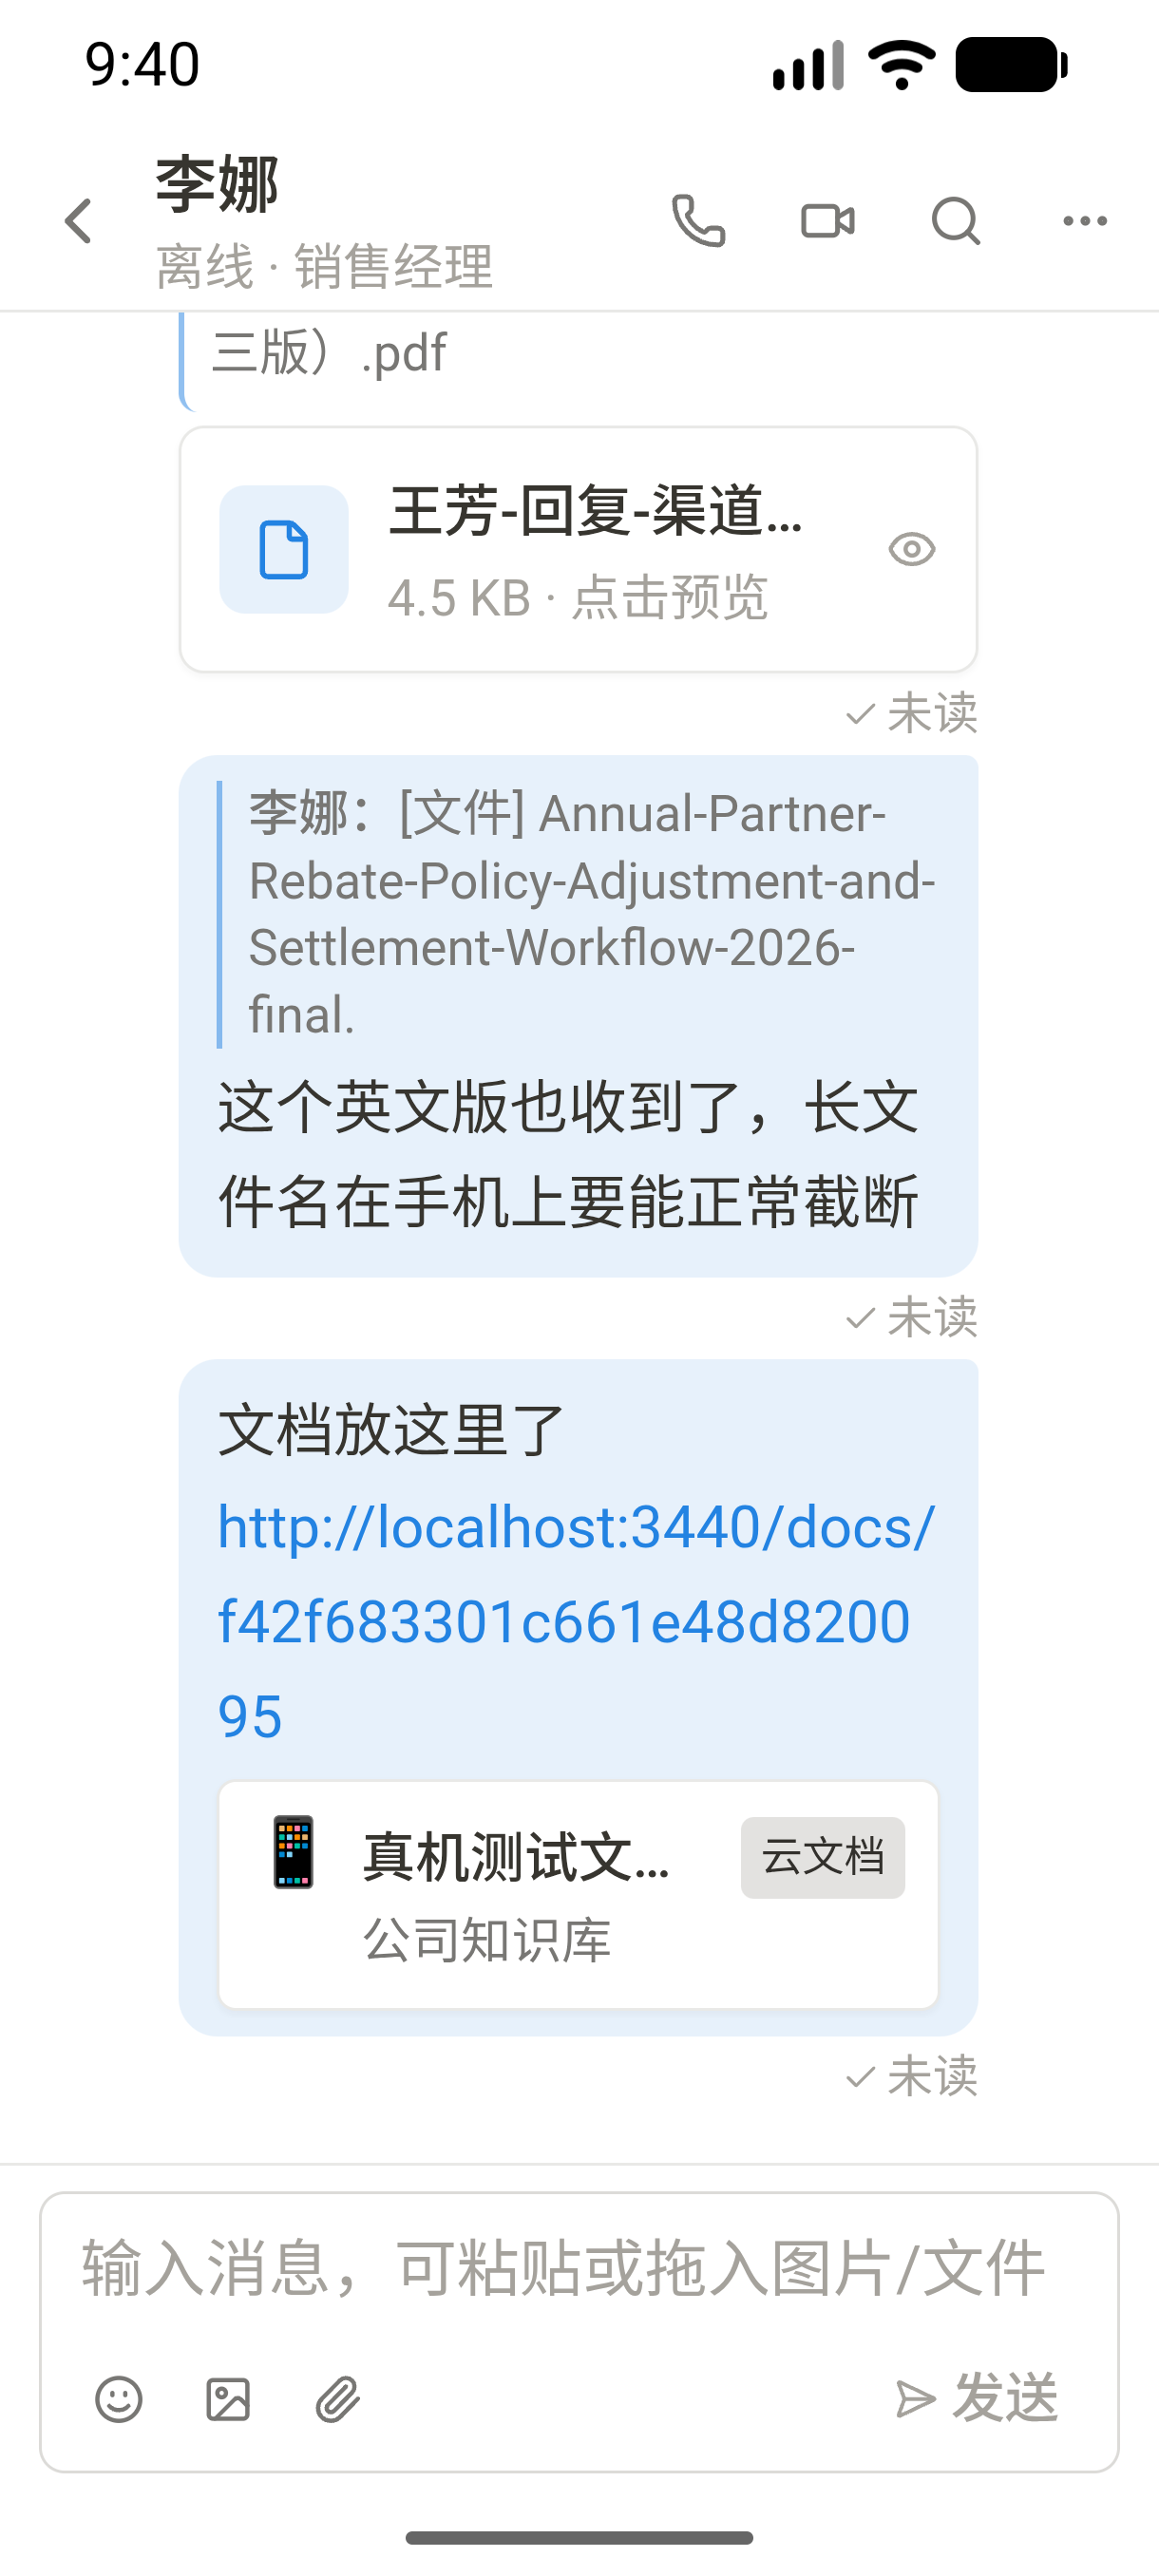 9:40
李娜
离线 · 销售经理
三版）.pdf
王芳-回复-渠道...
4.5 KB · 点击预览
未读
李娜：[文件] Annual-Partner-
Rebate-Policy-Adjustment-and-
Settlement-Workflow-2026-
final.
这个英文版也收到了，长文
件名在手机上要能正常截断
未读
文档放这里了
http://localhost:3440/docs/
f42f683301c661e48d8200
95
真机测试文...
云文档
公司知识库
未读
输入消息，可粘贴或拖入图片/文件
发送